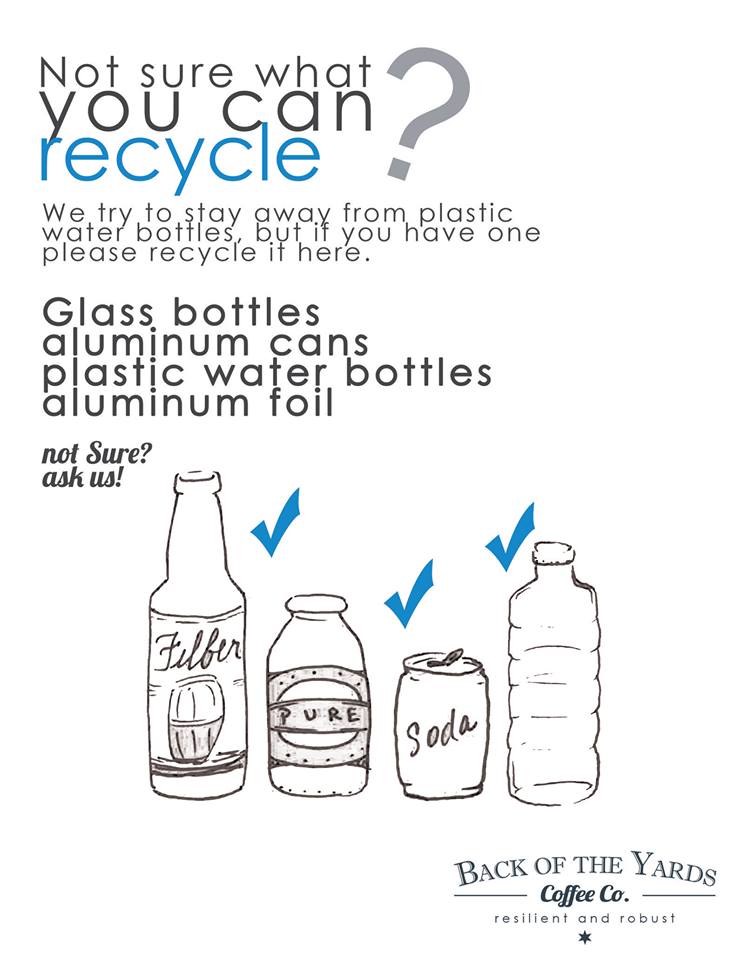 Not sure what
you can
recycle ?
We try to stay away from plastic
water bottles, but if you have one
please recycle it here.
Glass bottles
aluminum cans
plastic water bottles
aluminum foil
not Sure?
ask us!
Filber
PURE
Soda
BACK OF THE YARDS
Coffee Co.
resilient and robust